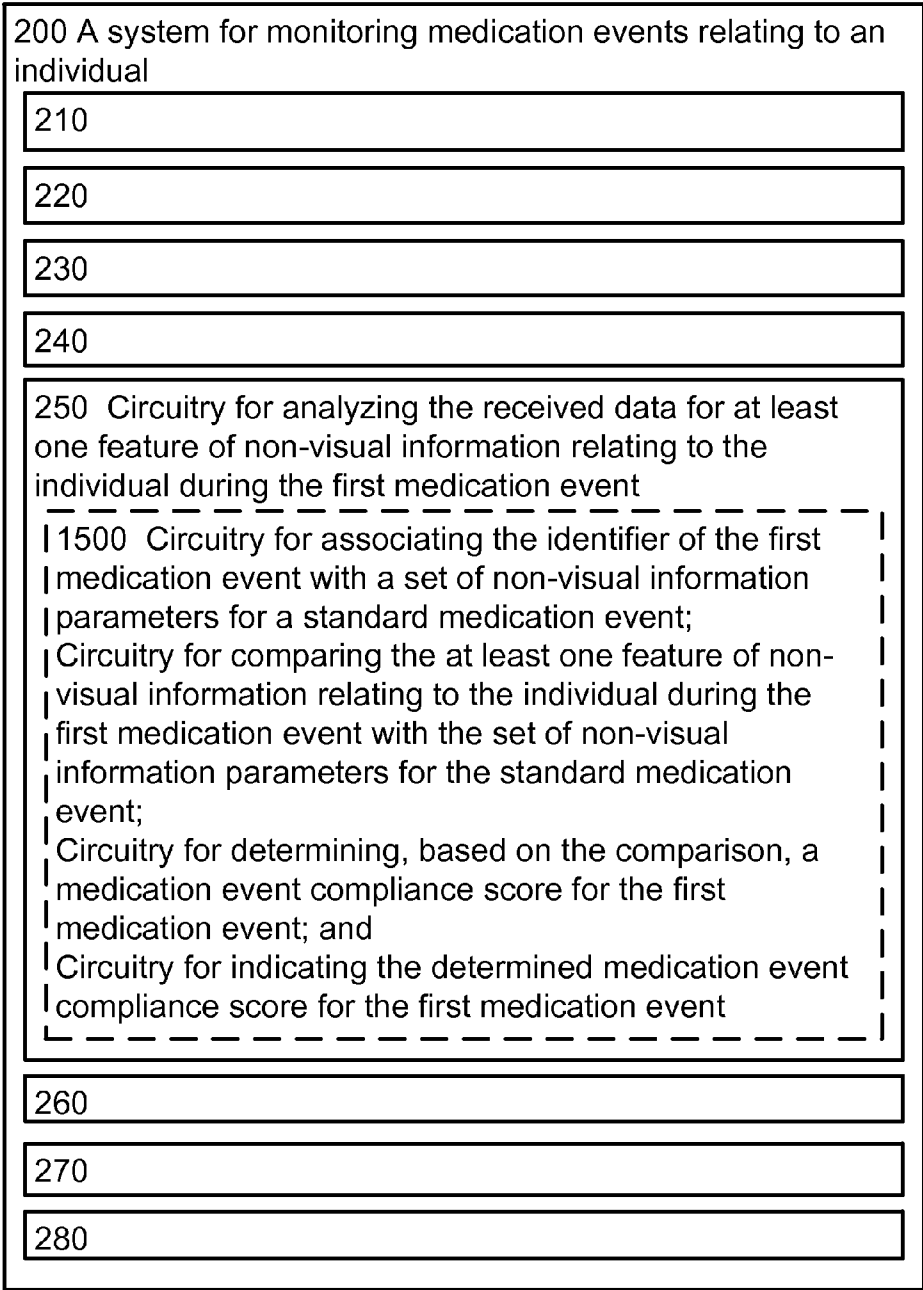 200 A system for monitoring medication events relating to an
individual
210
220
230
240
250 Circuitry for analyzing the received data for at least
one feature of non-visual information relating to the
individual during the first medication event
1500 Circuitry for associating the identifier of the first
medication event with a set of non-visual information
parameters for a standard medication event;
Circuitry for comparing the at least one feature of non-
visual information relating to the individual during the
first medication event with the set of non-visual
information parameters for the standard medication
event;
Circuitry for determining, based on the comparison, a
medication event compliance score for the first
medication event; and
Circuitry for indicating the determined medication event
compliance score for the first medication event
260
270
280